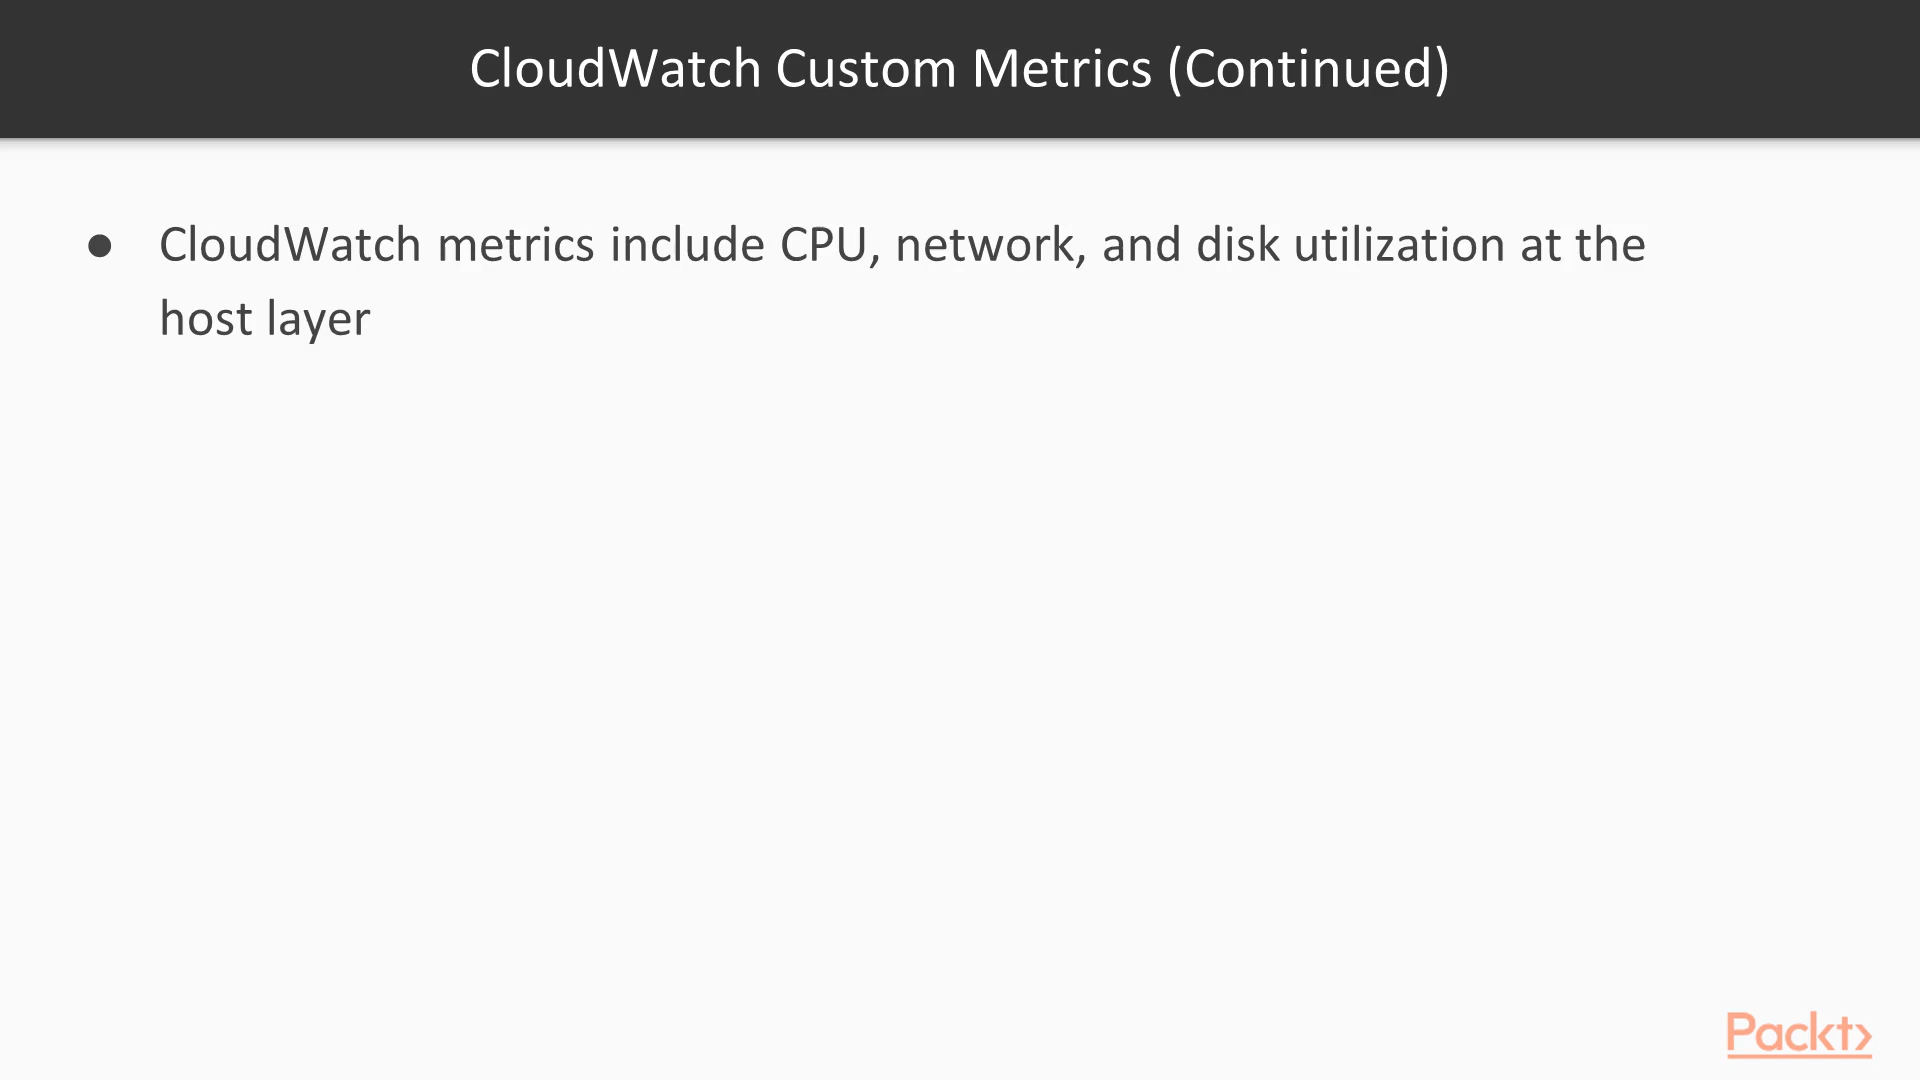 CloudWatch Custom Metrics (Continued)
● CloudWatch metrics include CPU, network, and disk utilization at the
host layer
Packt>